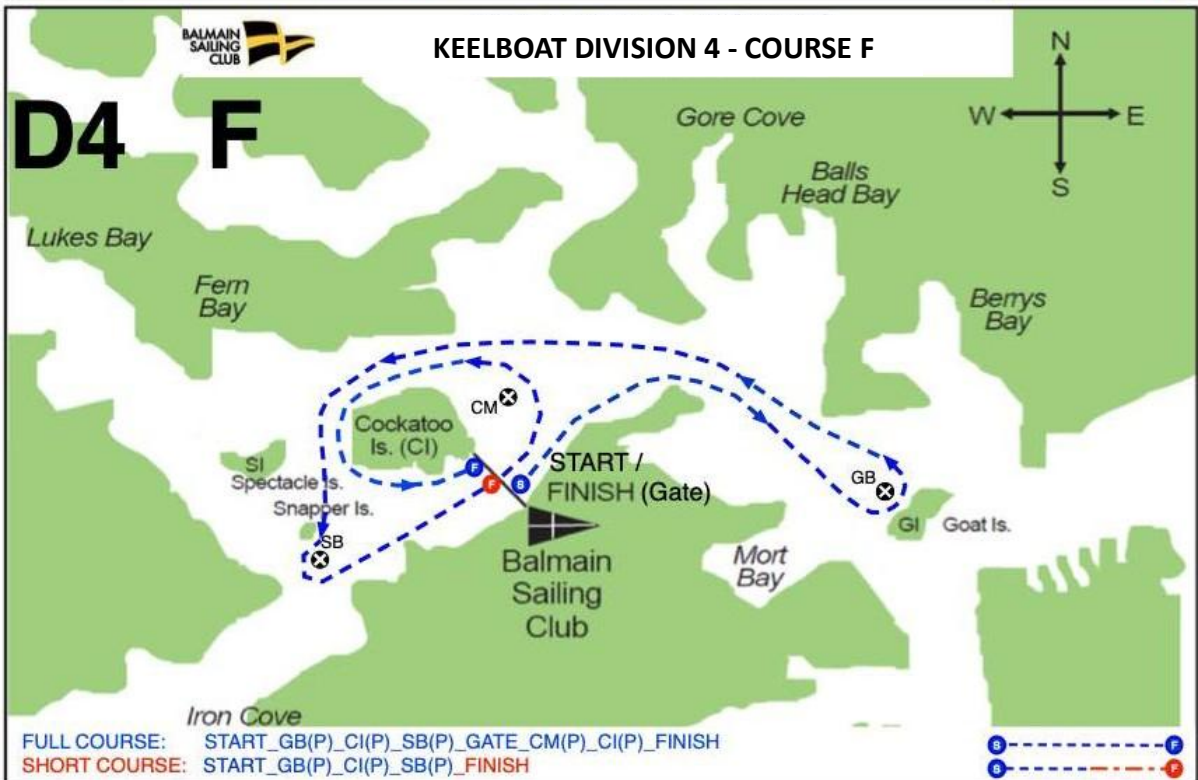 BALMAIN
SAILING
CLUB
KEELBOAT DIVISION 4 - COURSE F
D4 F
N
W E
S
Gore Cove
Balls
Head Bay
Lukes Bay
Fern
Bay
Berrys
Bay
CM
Cockatoo
Is. (CI)
SI
Spectacle Is.
Snapper Is.
SB
F
F
S
START /
FINISH (Gate)
GB
GI Goat Is.
Balmain
Sailing
Club
Mort
Bay
Iron Cove
FULL COURSE: START_GB(P)_CI(P)_SB(P)_GATE_CM(P)_CI(P)_FINISH
S F
SHORT COURSE: START_GB(P)_CI(P)_SB(P)_FINISH
S F